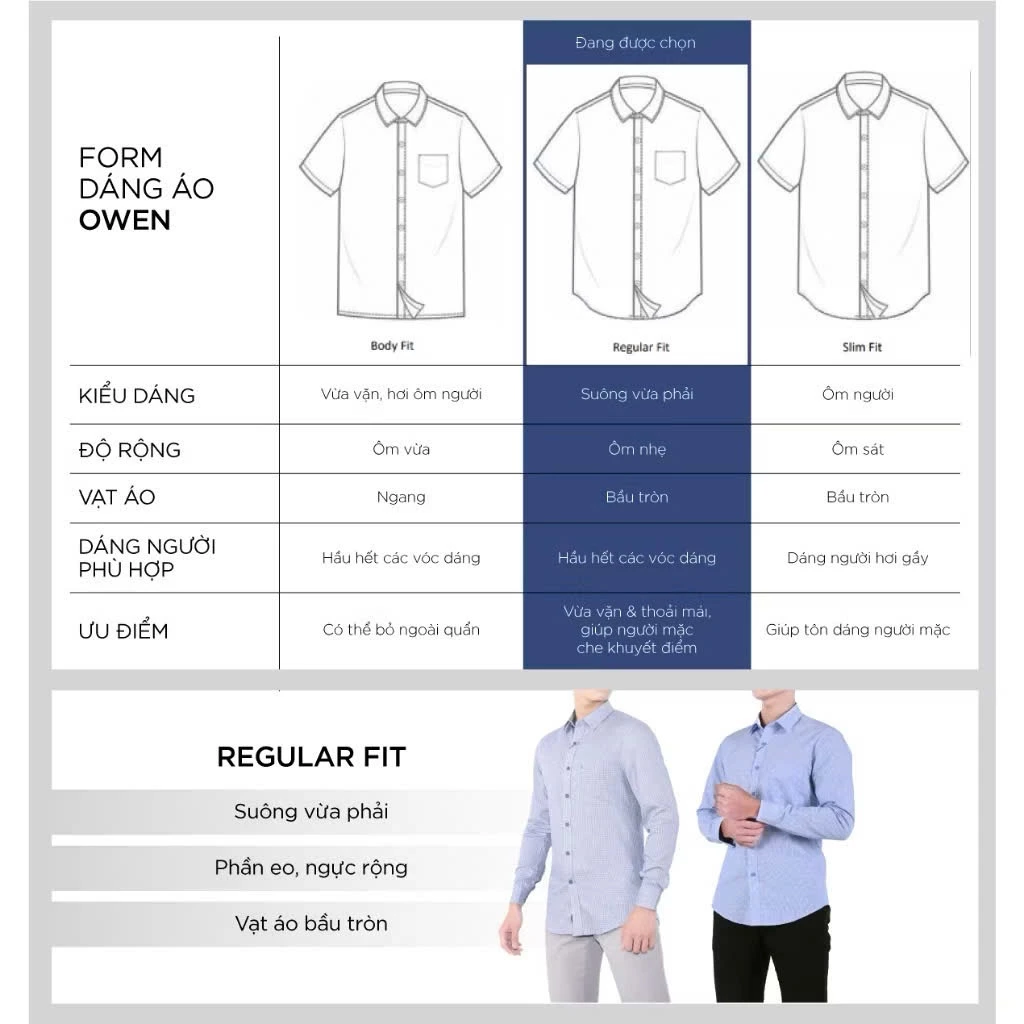 Đang được chọn
FORM
DÁNG ÁO
OWEN
Body Fit
Regular Fit
Slim Fit
KIỂU DÁNG
Vừa vặn, hơi ôm người
Suông vừa phải
Ôm người
ĐỘ RỘNG
Ôm vừa
Ôm nhẹ
Ôm sát
VẠT ÁO
Ngang
Bầu tròn
Bầu tròn
DÁNG NGƯỜI
PHÙ HỢP
Hầu hết các vóc dáng
Hầu hết các vóc dáng
Dáng người hơi gầy
ƯU ĐIỂM
Có thể bỏ ngoài quần
Vừa vặn & thoải mái,
giúp người mặc
che khuyết điểm
Giúp tôn dáng người mặc
REGULAR FIT
Suông vừa phải
Phần eo, ngực rộng
Vạt áo bầu tròn